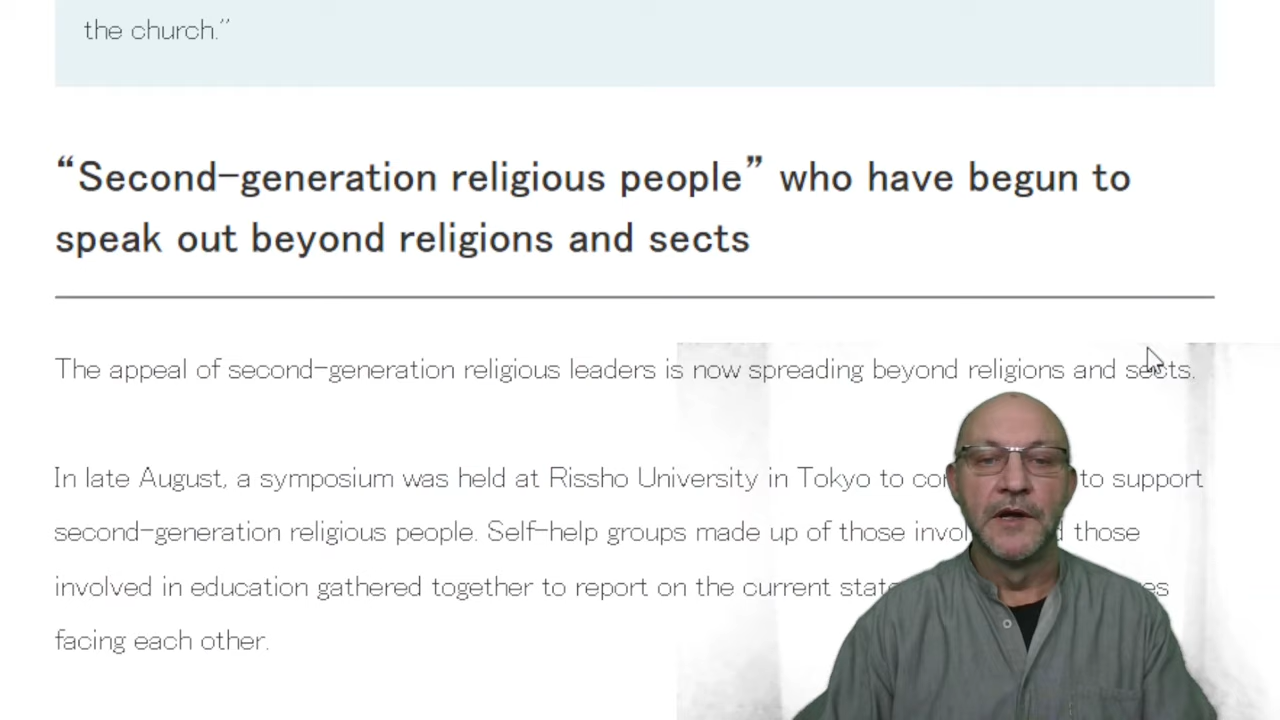 the church.”
“Second-generation religious people” who have begun to
speak out beyond religions and sects
The appeal of second-generation religious leaders is now spreading beyond religions and sects.
In late August, a symposium was held at Rissho University in Tokyo to to support
second-generation religious people. Self-help groups made up of those those
involved in education gathered together to report on the current
facing each other.